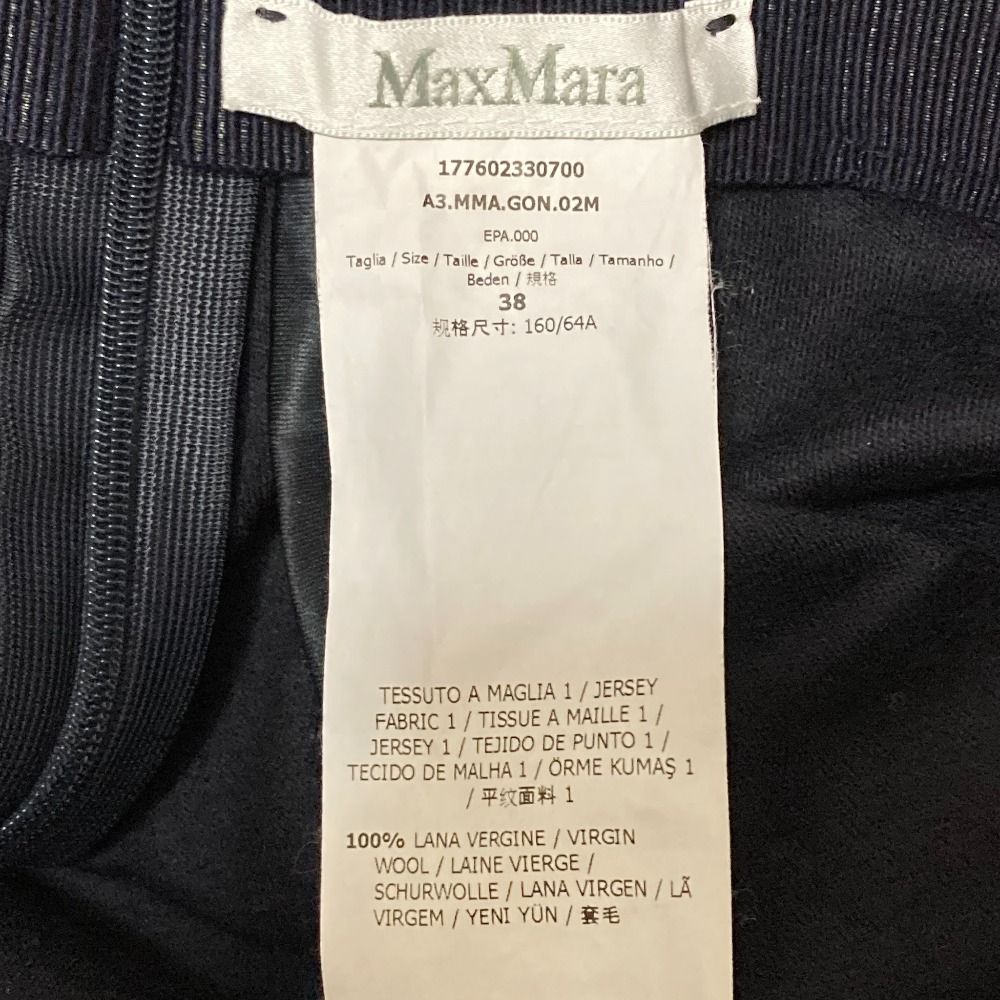 MaxMara
177602330700
A3.MMA.GON.02M
EPA.000
Taglia / Size / Taille / Größe / Talla / Tamanho /
Beden / 規格
38
规格尺寸: 160/64A
TESSUTO A MAGLIA 1 / JERSEY
FABRIC 1 / TISSUE A MAILLE 1 /
JERSEY 1 / TEJIDO DE PUNTO 1 /
TECIDO DE MALHA 1 / ÖRME KUMAŞ 1
/ 平纹面料 1
100% LANA VERGINE / VIRGIN
WOOL / LAINE VIERGE /
SCHURWOLLE / LANA VIRGEN / LÃ
VIRGEM / YENI YÜN /